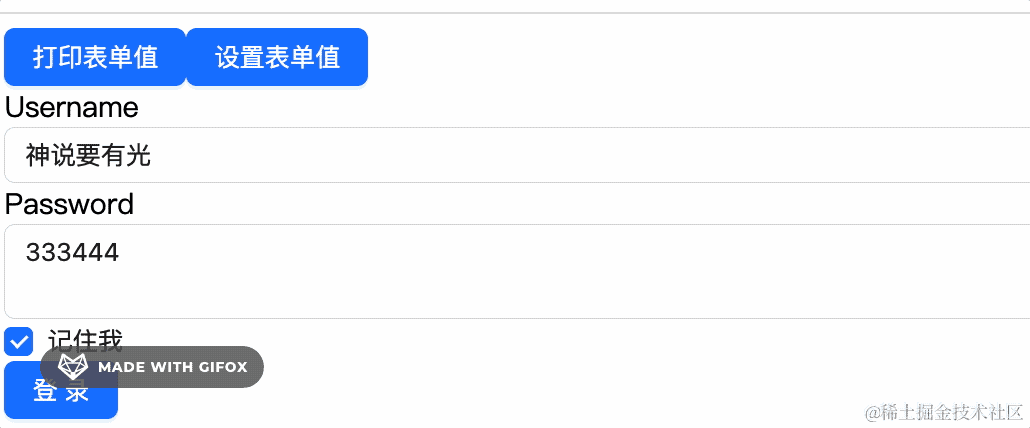 打印表单值 设置表单值
Username
神说要有光
Password
333444
记住我
MADE WITH GIFOX
登 录
@稀土掘金技术社区